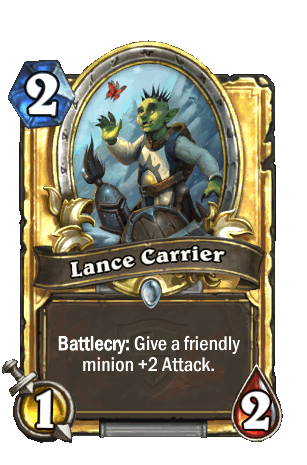 2
Lance Carrier
Battlecry: Give a friendly
minion +2 Attack.
1
2